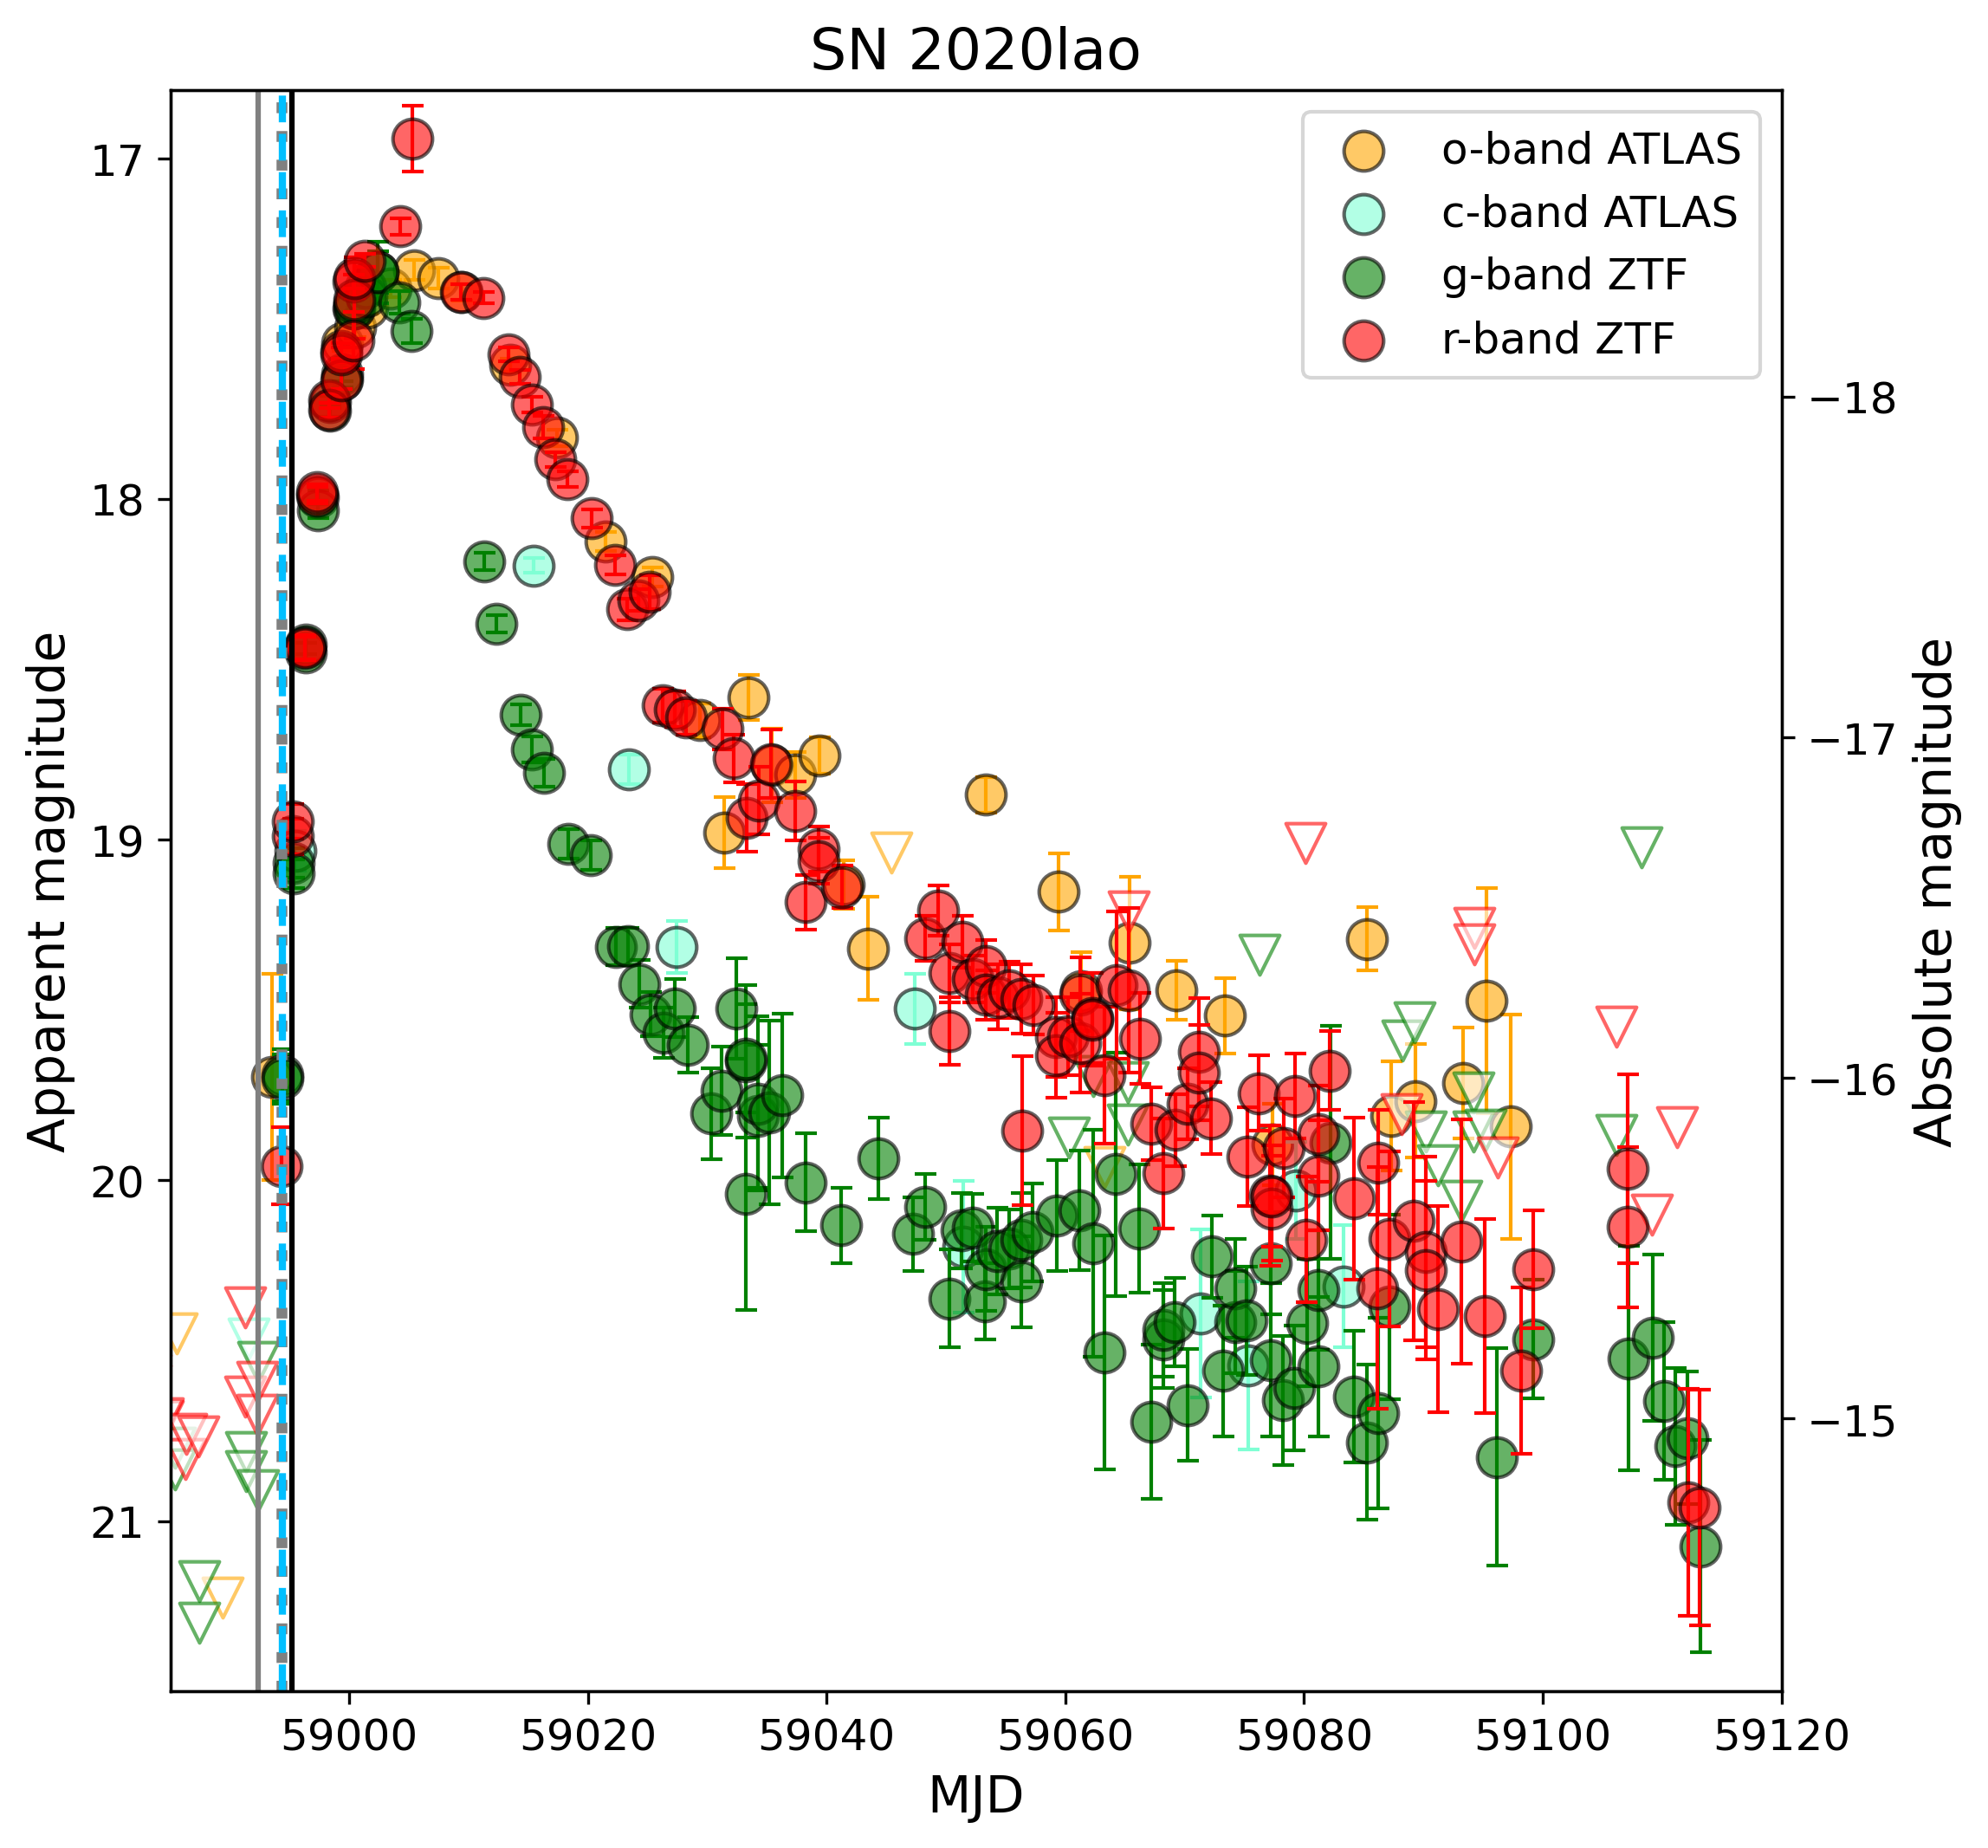 SN 2020lao
o-band ATLAS
c-band ATLAS
g-band ZTF
r-band ZTF
Apparent magnitude
17
18
19
20
21
Absolute magnitude
−18
−17
−16
−15
59000
59020
59040
59060
59080
59100
59120
MJD